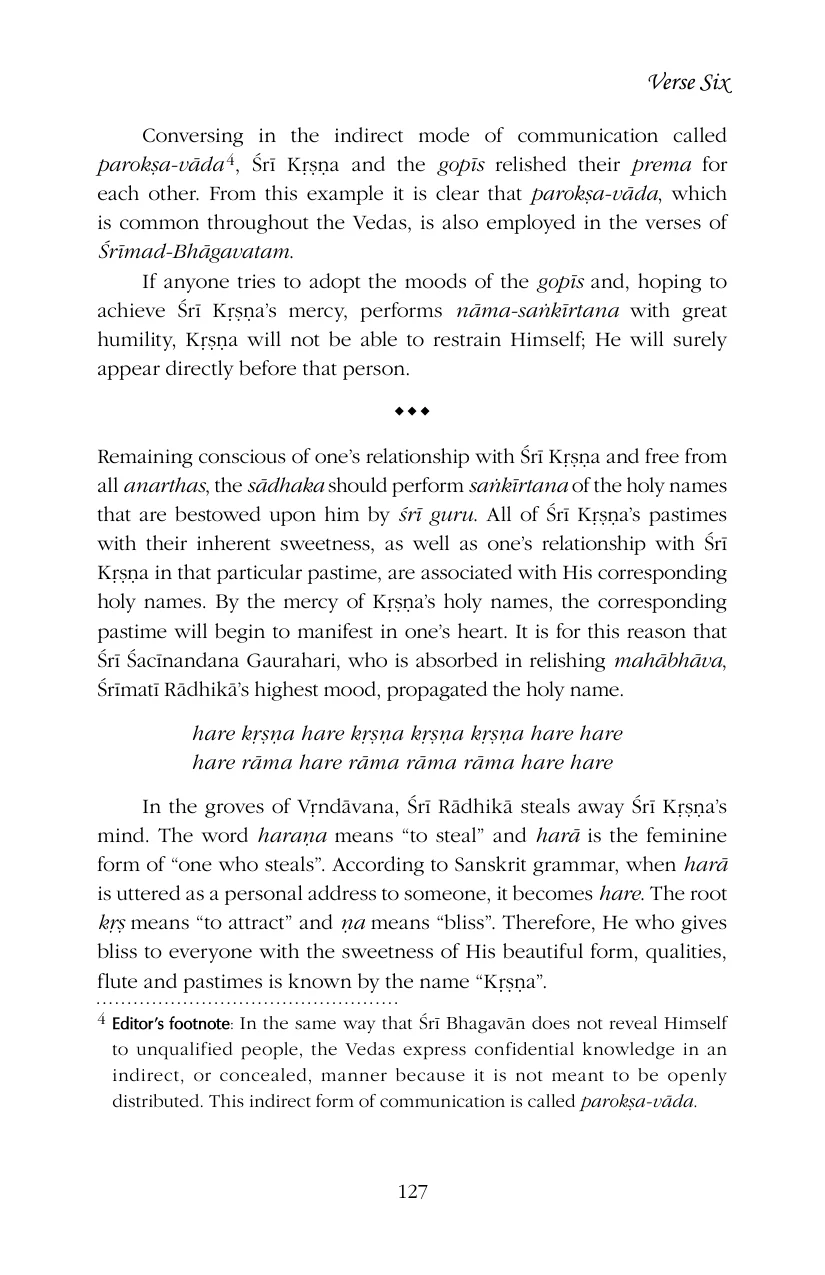 Verse Six
Conversing in the indirect mode of communication called
parokṣa-vāda4, Śrī Kṛṣṇa and the gopīs relished their prema for
each other. From this example it is clear that parokṣa-vāda, which
is common throughout the Vedas, is also employed in the verses of
Śrīmad-Bhāgavatam.
If anyone tries to adopt the moods of the gopīs and, hoping to
achieve Śrī Kṛṣṇa’s mercy, performs nāma-saṅkīrtana with great
humility, Kṛṣṇa will not be able to restrain Himself; He will surely
appear directly before that person.
◆◆◆
Remaining conscious of one’s relationship with Śrī Kṛṣṇa and free from
all anarthas, the sādhaka should perform saṅkīrtana of the holy names
that are bestowed upon him by śrī guru. All of Śrī Kṛṣṇa’s pastimes
with their inherent sweetness, as well as one’s relationship with Śrī
Kṛṣṇa in that particular pastime, are associated with His corresponding
holy names. By the mercy of Kṛṣṇa’s holy names, the corresponding
pastime will begin to manifest in one’s heart. It is for this reason that
Śrī Śacīnandana Gaurahari, who is absorbed in relishing mahābhāva,
Śrīmatī Rādhikā’s highest mood, propagated the holy name.
hare kṛṣṇa hare kṛṣṇa kṛṣṇa kṛṣṇa hare hare
hare rāma hare rāma rāma rāma hare hare
In the groves of Vṛndāvana, Śrī Rādhikā steals away Śrī Kṛṣṇa’s
mind. The word haraṇa means “to steal” and harā is the feminine
form of “one who steals”. According to Sanskrit grammar, when harā
is uttered as a personal address to someone, it becomes hare. The root
kṛṣ means “to attract” and ṇa means “bliss”. Therefore, He who gives
bliss to everyone with the sweetness of His beautiful form, qualities,
flute and pastimes is known by the name “Kṛṣṇa”.
4 Editor’s footnote: In the same way that Śrī Bhagavān does not reveal Himself
to unqualified people, the Vedas express confidential knowledge in an
indirect, or concealed, manner because it is not meant to be openly
distributed. This indirect form of communication is called parokṣa-vāda.
127